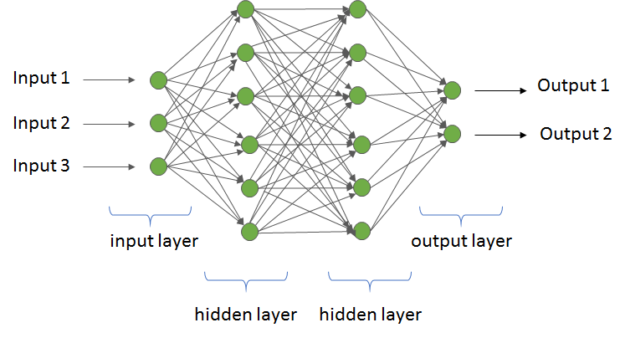 Input 1
Input 2
Input 3
Output 1
Output 2
input layer
output layer
hidden layer
hidden layer